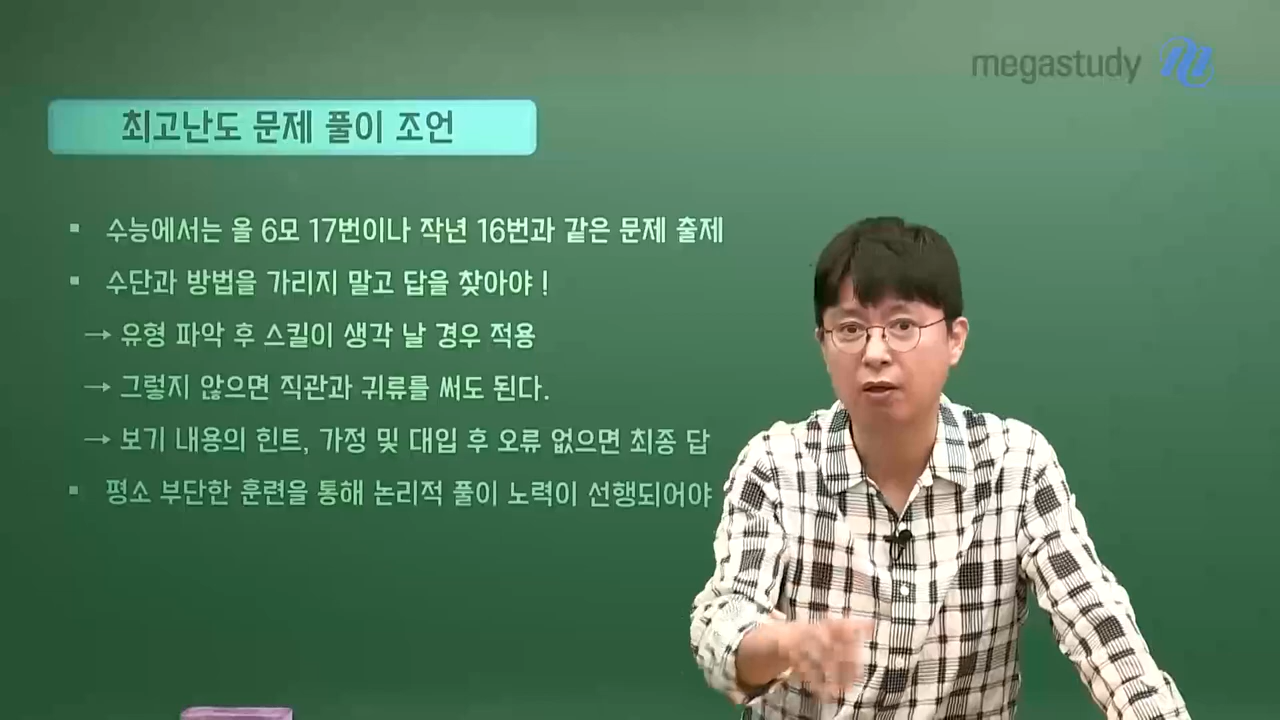 megastudy
최고난도 문제 풀이 조언
▪ 수능에서는 올 6모 17번이나 작년 16번과 같은 문제 출제
▪ 수단과 방법을 가리지 말고 답을 찾아야 !
→ 유형 파악 후 스킬이 생각 날 경우 적용
→ 그렇지 않으면 직관과 귀류를 써도 된다.
→ 보기 내용의 힌트, 가정 및 대입 후 오류 없으면 최종 답
▪ 평소 부단한 훈련을 통해 논리적 풀이 노력이 선행되어야